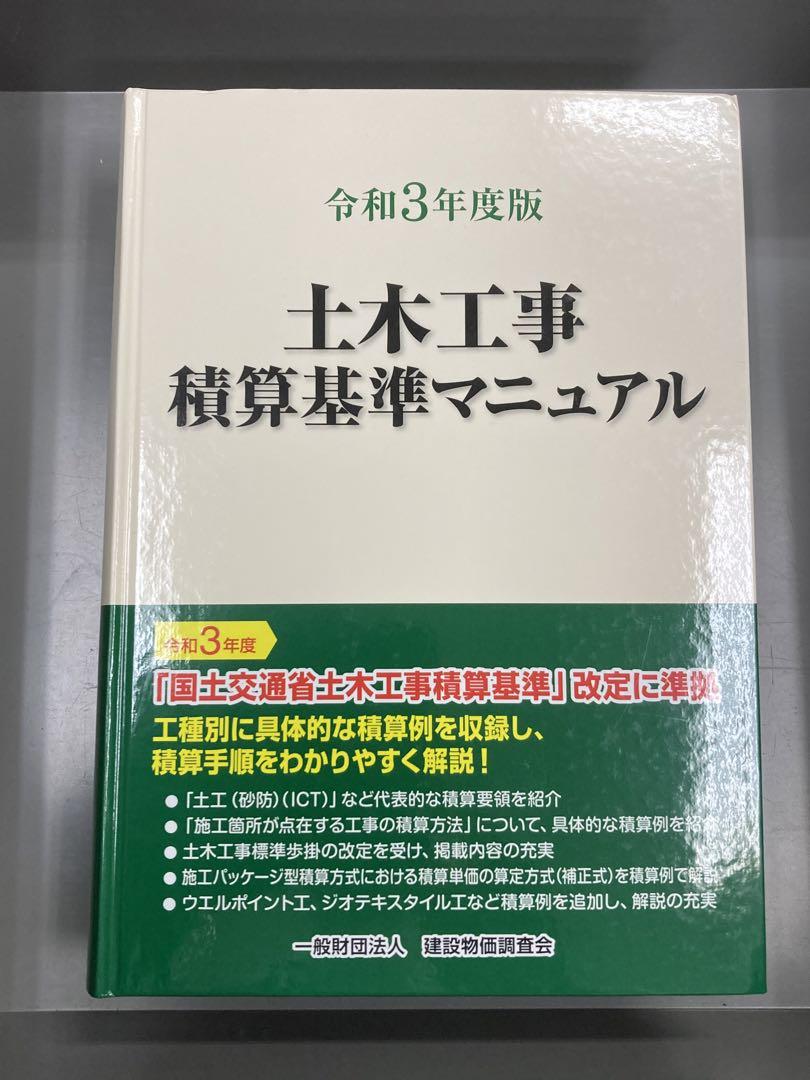 令和3年度版
土木工事
積算基準マニュアル
令和3年度
「国土交通省土木工事積算基準」改定に準拠
工種別に具体的な積算例を収録し、
積算手順をわかりやすく解説！
●「土工（砂防）（ICT）」など代表的な積算要領を紹介
●「施工箇所が点在する工事の積算方法」について、具体的な積算例を紹介
●土木工事標準歩掛の改定を受け、掲載内容の充実
●施工パッケージ型積算方式における積算単価の算定方式（補正式）を積算例で解説
●ウエルポイント工、ジオテキスタイル工など積算例を追加し、解説の充実
一般財団法人　建設物価調査会